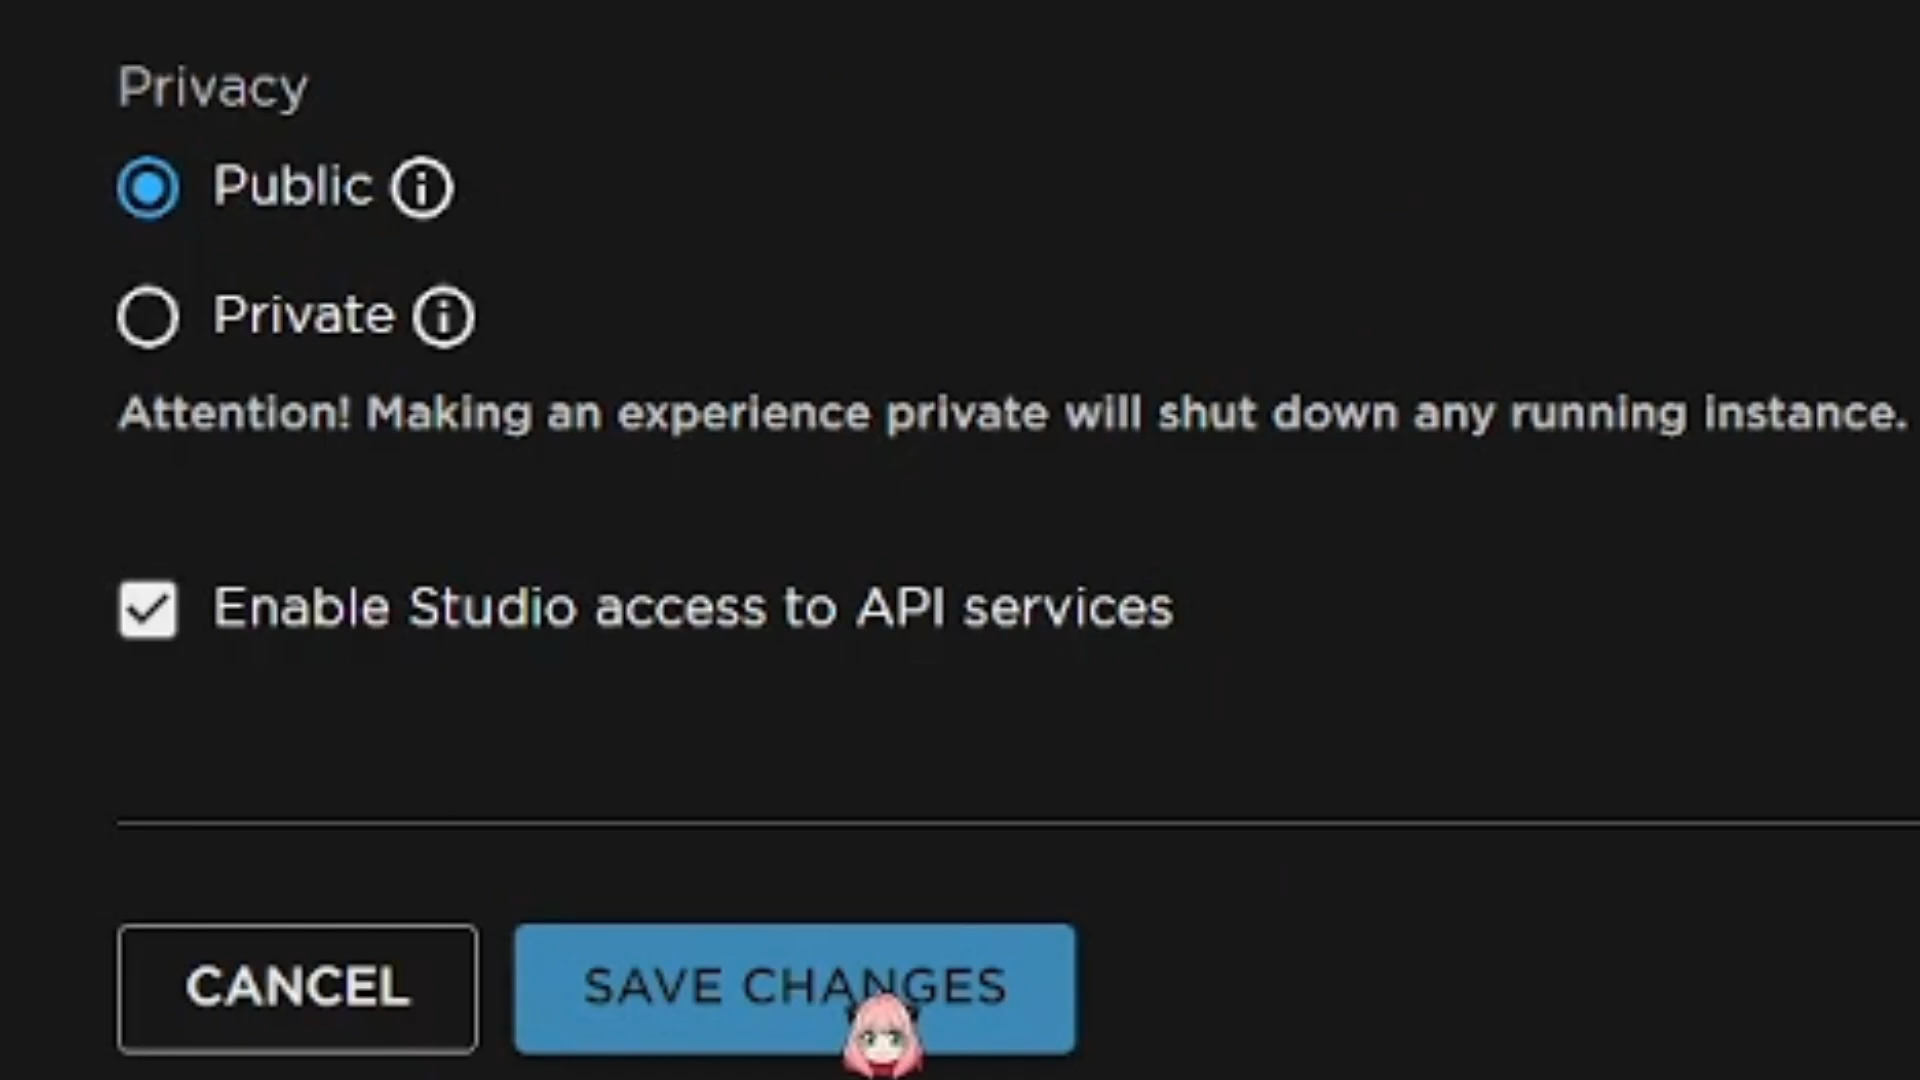 Privacy
Public
Private
Attention! Making an experience private will shut down any running instance.
Enable Studio access to API services
CANCEL
SAVE CHANGES